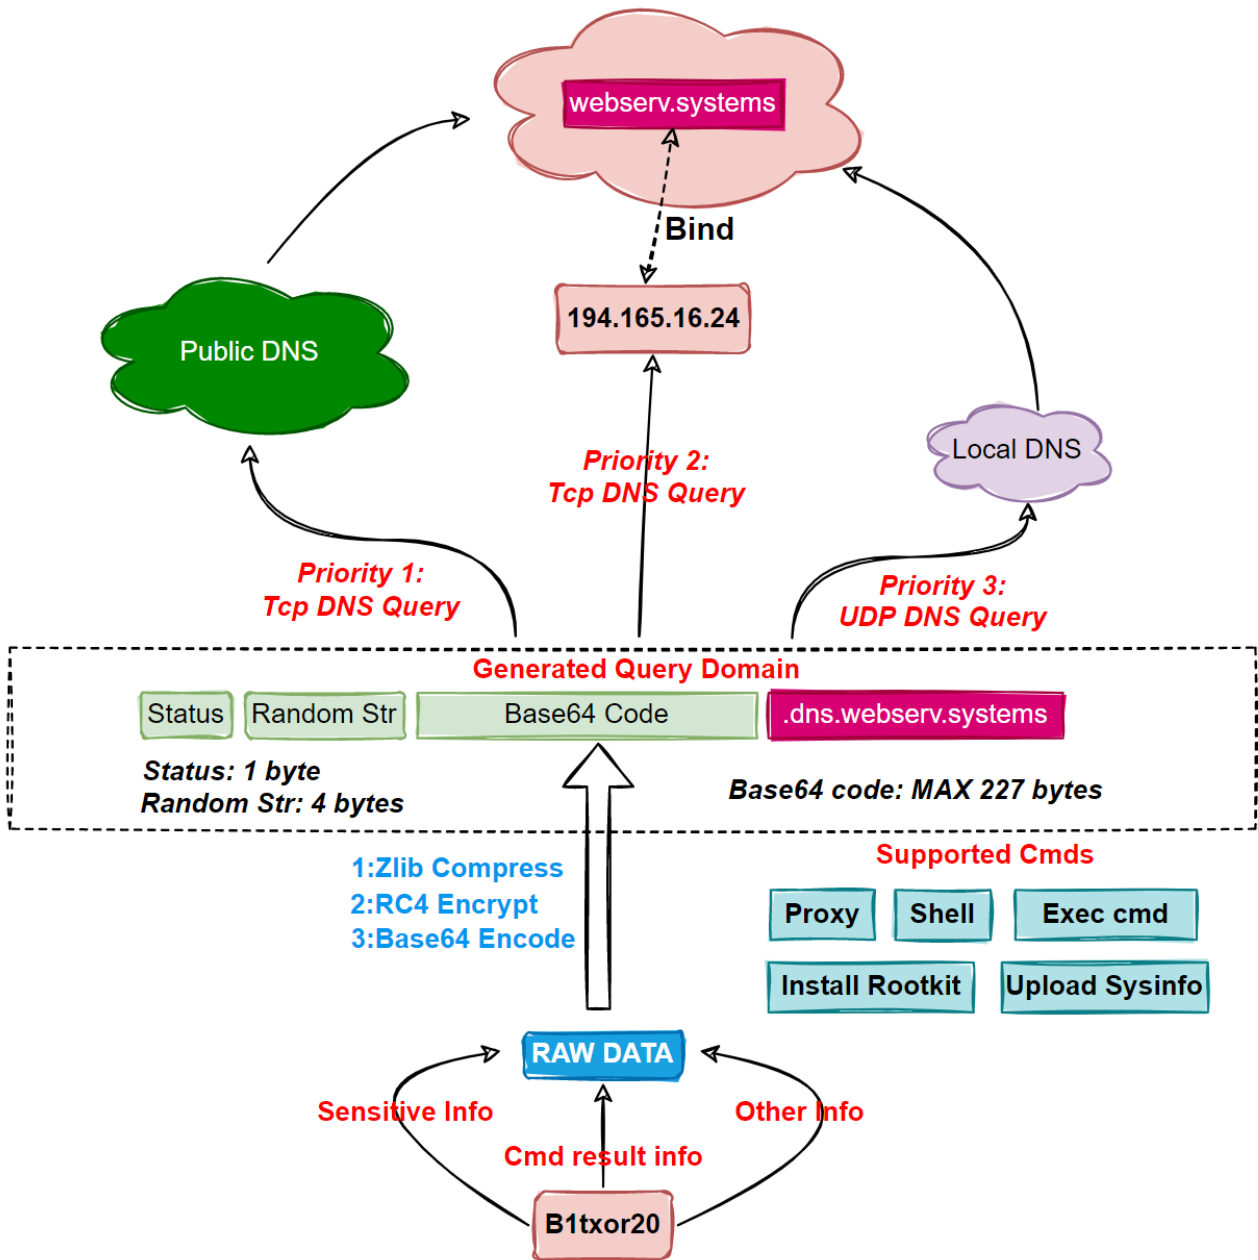 webserv.systems
Bind
194.165.16.24
Public DNS
Local DNS
Priority 2:
Tcp DNS Query
Priority 1:
Tcp DNS Query
Priority 3:
UDP DNS Query
Generated Query Domain
Status
Random Str
Base64 Code
.dns.webserv.systems
Status: 1 byte
Random Str: 4 bytes
Base64 code: MAX 227 bytes
1:Zlib Compress
2:RC4 Encrypt
3:Base64 Encode
Supported Cmds
Proxy
Shell
Exec cmd
Install Rootkit
Upload Sysinfo
RAW DATA
Sensitive Info
Other Info
Cmd result info
B1txor20